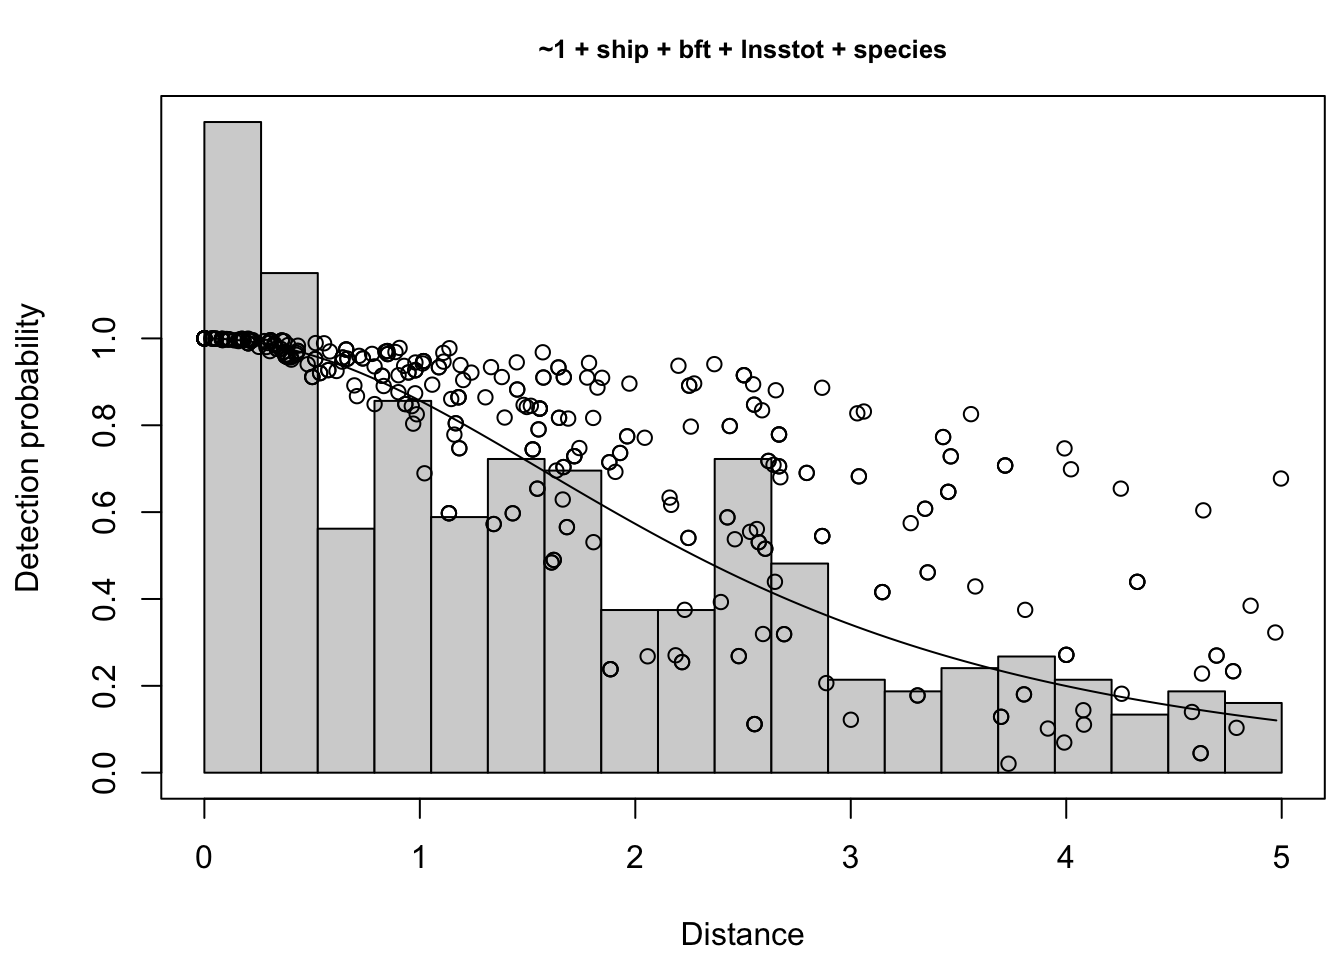 ~1 + ship + bft + lnsstot + species
Detection probability
1.0
0.8
0.6
0.4
0.2
0.0
0 1 2 3 4 5
Distance